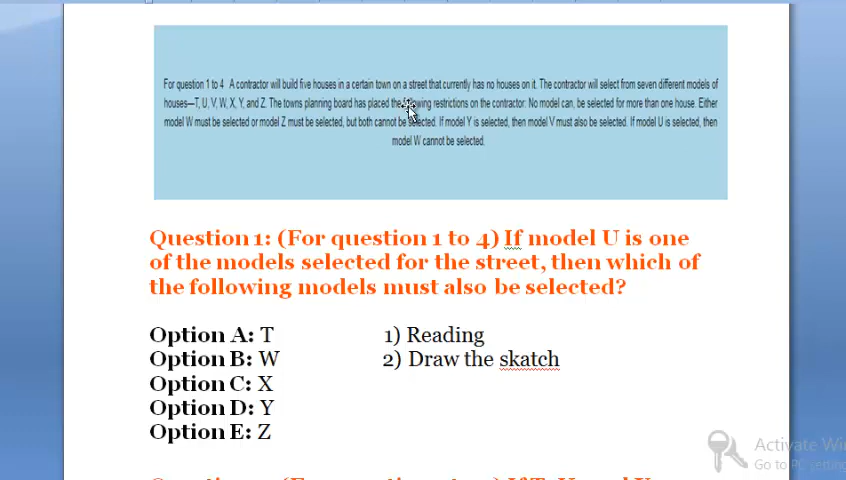 For question 1 to 4 A contractor will build five houses in a certain town on a street that currently has no houses on it. The contractor will select from seven different models of
houses—T, U, V, W, X, Y, and Z. The towns planning board has placed the following restrictions on the contractor: No model can, be selected for more than one house. Either
model W must be selected or model Z must be selected, but both cannot be selected. If model Y is selected, then model V must also be selected. If model U is selected, then
model W cannot be selected.
Question 1: (For question 1 to 4) If model U is one
of the models selected for the street, then which of
the following models must also be selected?
Option A: T 1) Reading
Option B: W 2) Draw the skatch
Option C: X
Option D: Y
Option E: Z
Activate Wi
Go to PC setting